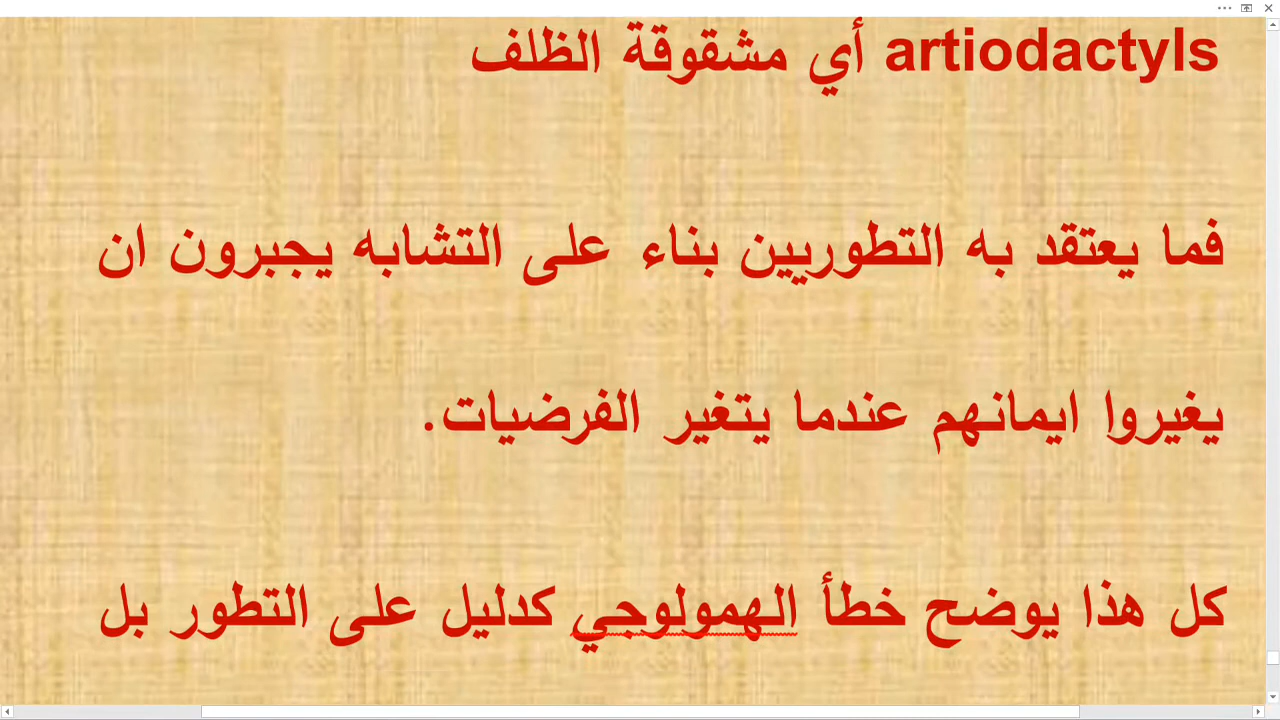 artiodactyls أي مشقوقة الظلف
فما يعتقد به التطوريين بناء على التشابه يجبرون ان
يغيروا ايمانهم عندما يتغير الفرضيات.
كل هذا يوضح خطأ الهمولوجي كدليل على التطور بل